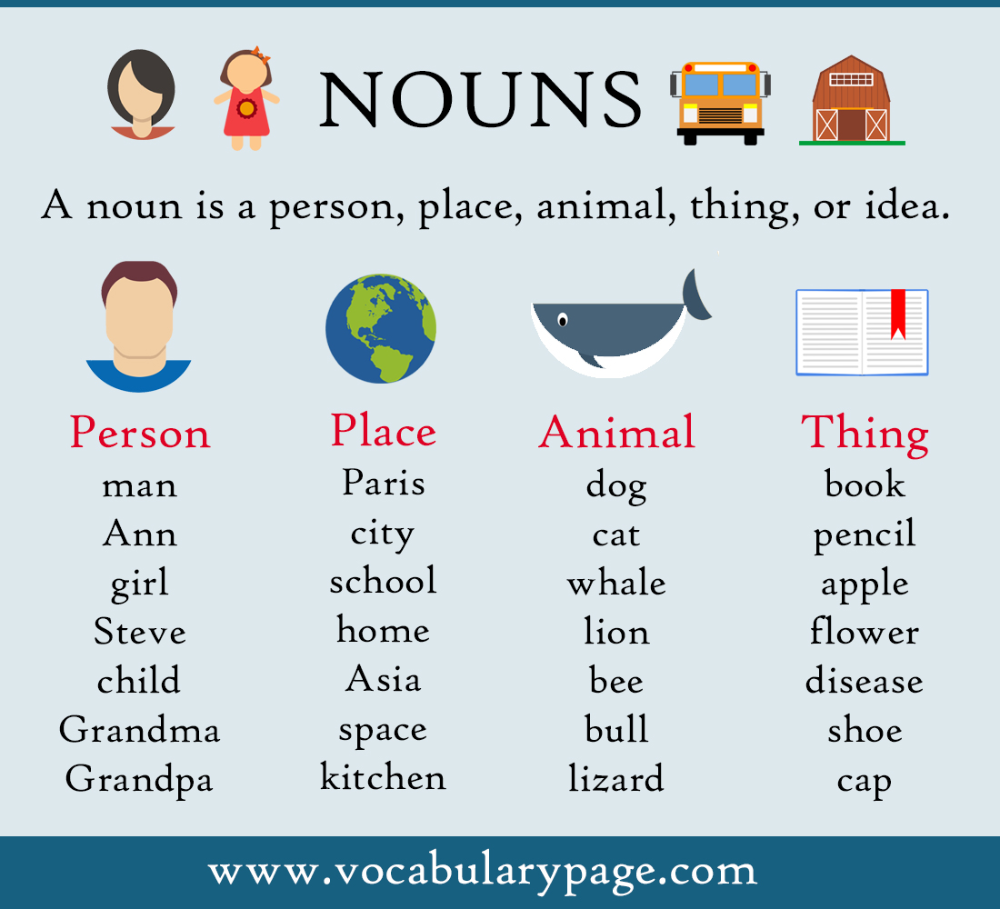 NOUNS
A noun is a person, place, animal, thing, or idea.
Person Place Animal Thing
man Paris dog book
Ann city cat pencil
girl school whale apple
Steve home lion flower
child Asia bee disease
Grandma space bull shoe
Grandpa kitchen lizard cap
www.vocabularypage.com